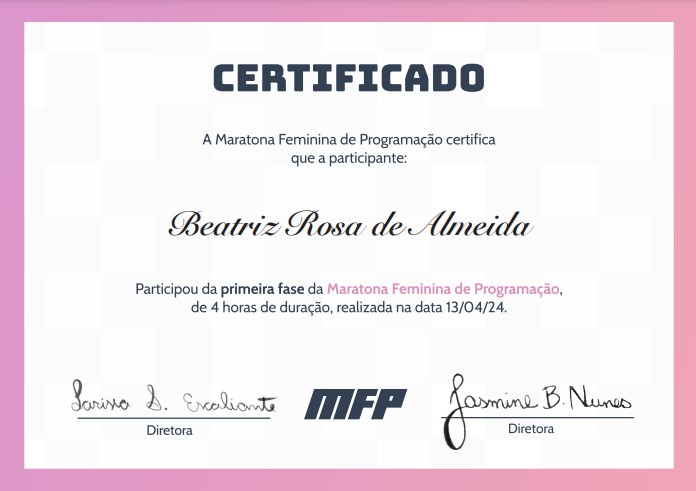 CERTIFICADO
A Maratona Feminina de Programação certifica
que a participante:
Beatriz Rosa de Almeida
Participou da primeira fase da Maratona Feminina de Programação,
de 4 horas de duração, realizada na data 13/04/24.
Larissa S. Escaliante
MFP
Jasmine B. Nunes
Diretora
Diretora